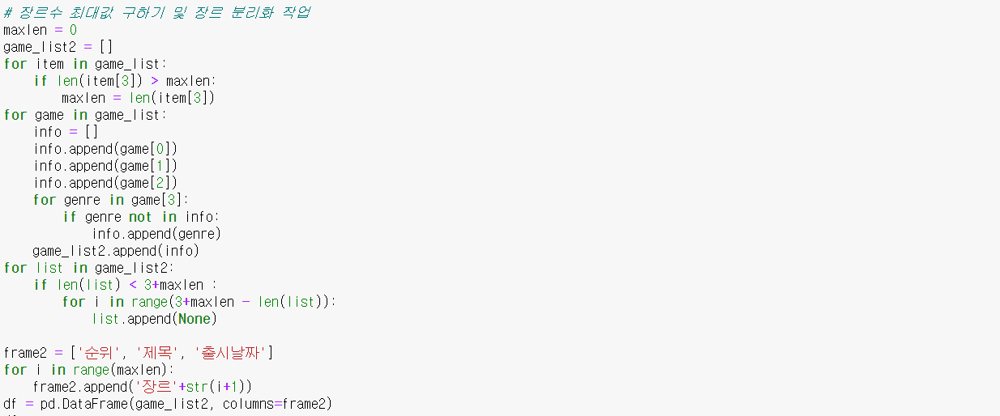 # 장르수 최대값 구하기 및 장르 분리화 작업
maxlen = 0
game_list2 = []
for item in game_list:
    if len(item[3]) > maxlen:
        maxlen = len(item[3])
for game in game_list:
    info = []
    info.append(game[0])
    info.append(game[1])
    info.append(game[2])
    for genre in game[3]:
        if genre not in info:
            info.append(genre)
    game_list2.append(info)
for list in game_list2:
    if len(list) < 3+maxlen :
        for i in range(3+maxlen - len(list)):
            list.append(None)
frame2 = ['순위', '제목', '출시날짜']
for i in range(maxlen):
    frame2.append('장르'+str(i+1))
df = pd.DataFrame(game_list2, columns=frame2)